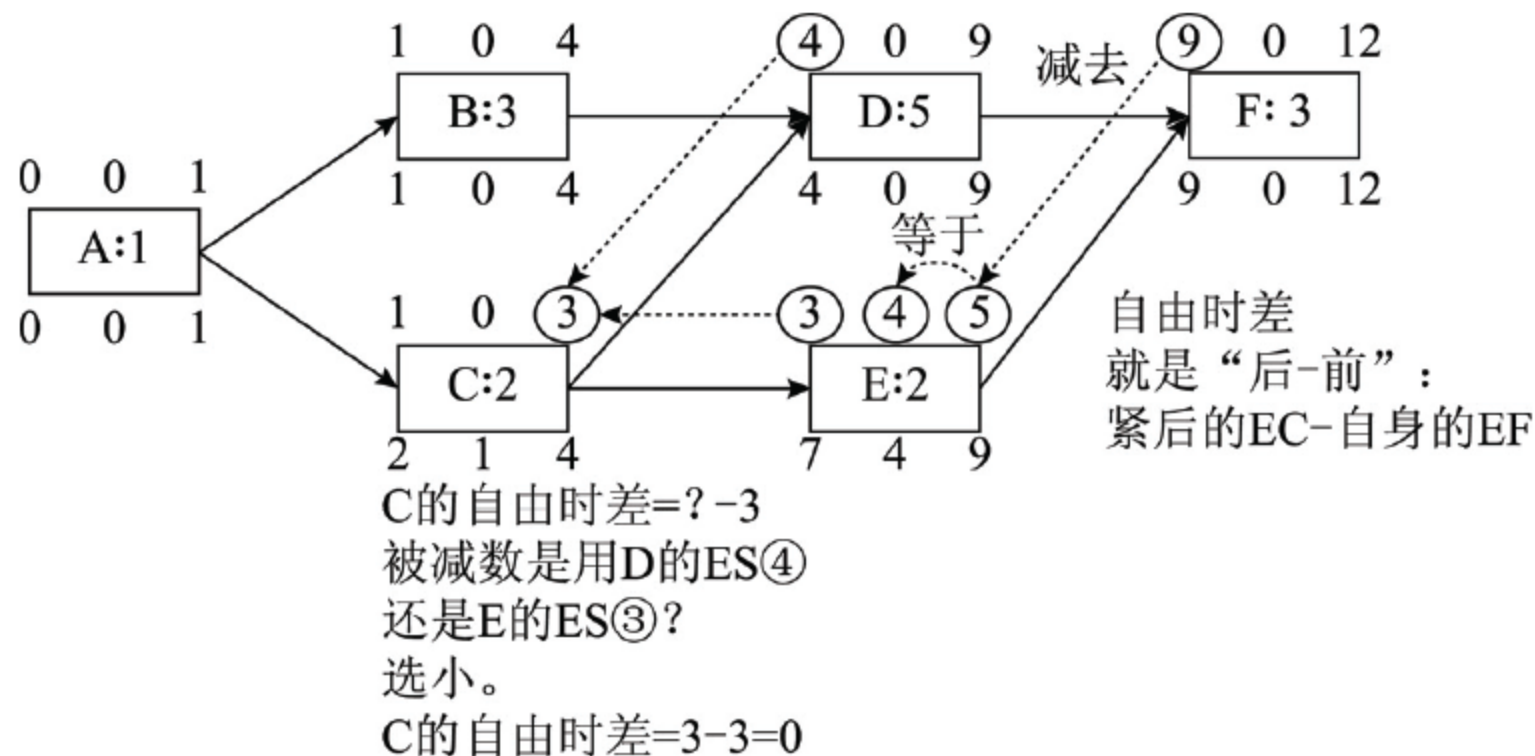 1 0 4
④ 0 9
减去
⑨ 0 12
B:3
D:5
F: 3
1 0 4
4 0 9
9 0 12
0 0 1
A:1
0 0 1
等于
1 0 ③
③ ④ ⑤
C:2
E:2
2 1 4
7 4 9
自由时差
就是“后-前”:
紧后的EC-自身的EF
C的自由时差=?-3
被减数是用D的ES④
还是E的ES③?
选小。
C的自由时差=3-3=0